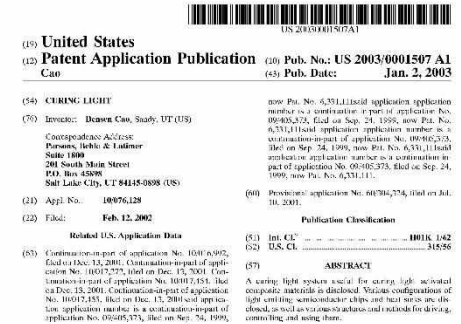 US 20030001507A1
(19) United States
(12) Patent Application Publication (10) Pub. No.: US 2003/0001507 A1
Cao (43) Pub. Date: Jan. 2, 2003
(54) CURING LIGHT
(76) Inventor: Densen Cao, Sandy, UT (US)
Correspondence Address:
Parsons, Behle & Latimer
Suite 1800
201 South Main Street
P.O. Box 45898
Salt Lake City, UT 84145-0898 (US)
(21) Appl. No.: 10/076,128
(22) Filed: Feb. 12, 2002
Related U.S. Application Data
(63) Continuation-in-part of application No.
filed on Dec. 13, 2001. Continuation-in-part of appli-
cation No. 10/017,272, filed on Dec. 13, 2001. Con-
tinuation-in-part of application No. 10/017,454, filed
on Dec. 13, 2001. Continuation-in-part of application
No. filed on Dec. 13, 2001said applica-
tion application number is a continuation-in-part of
application No. 09/405,373, filed on Sep. 24, 1999,
now Pat. No. 6,331,111said application application
number is a continuation in part of application No.
09/405,373, filed on Sep. 24, 1999, now Pat. No.
6,331,111said application application number is a
continuation-in-part of application No. 09/405,373,
filed on Sep. 24, 1999, now Pat. No. 6,331,111said
application application number is a continuation in-
part of application No. 09/405,373, filed on Sep. 24,
1999, now Pat. No. 6,331,111.
(60) Provisional application No. 60/304,324, filed on Jul.
10, 2001.
Publication Classification
(51) Int. Cl.7 H01K 1/62
(52) U.S. Cl. 315/56
(57) ABSTRACT
A curing light system useful for curing light activated
composite materials is disclosed. Various configurations of
light emitting semiconductor chips and heat sinks are dis-
closed, as well as various structures and methods for driving,
controlling and using them.